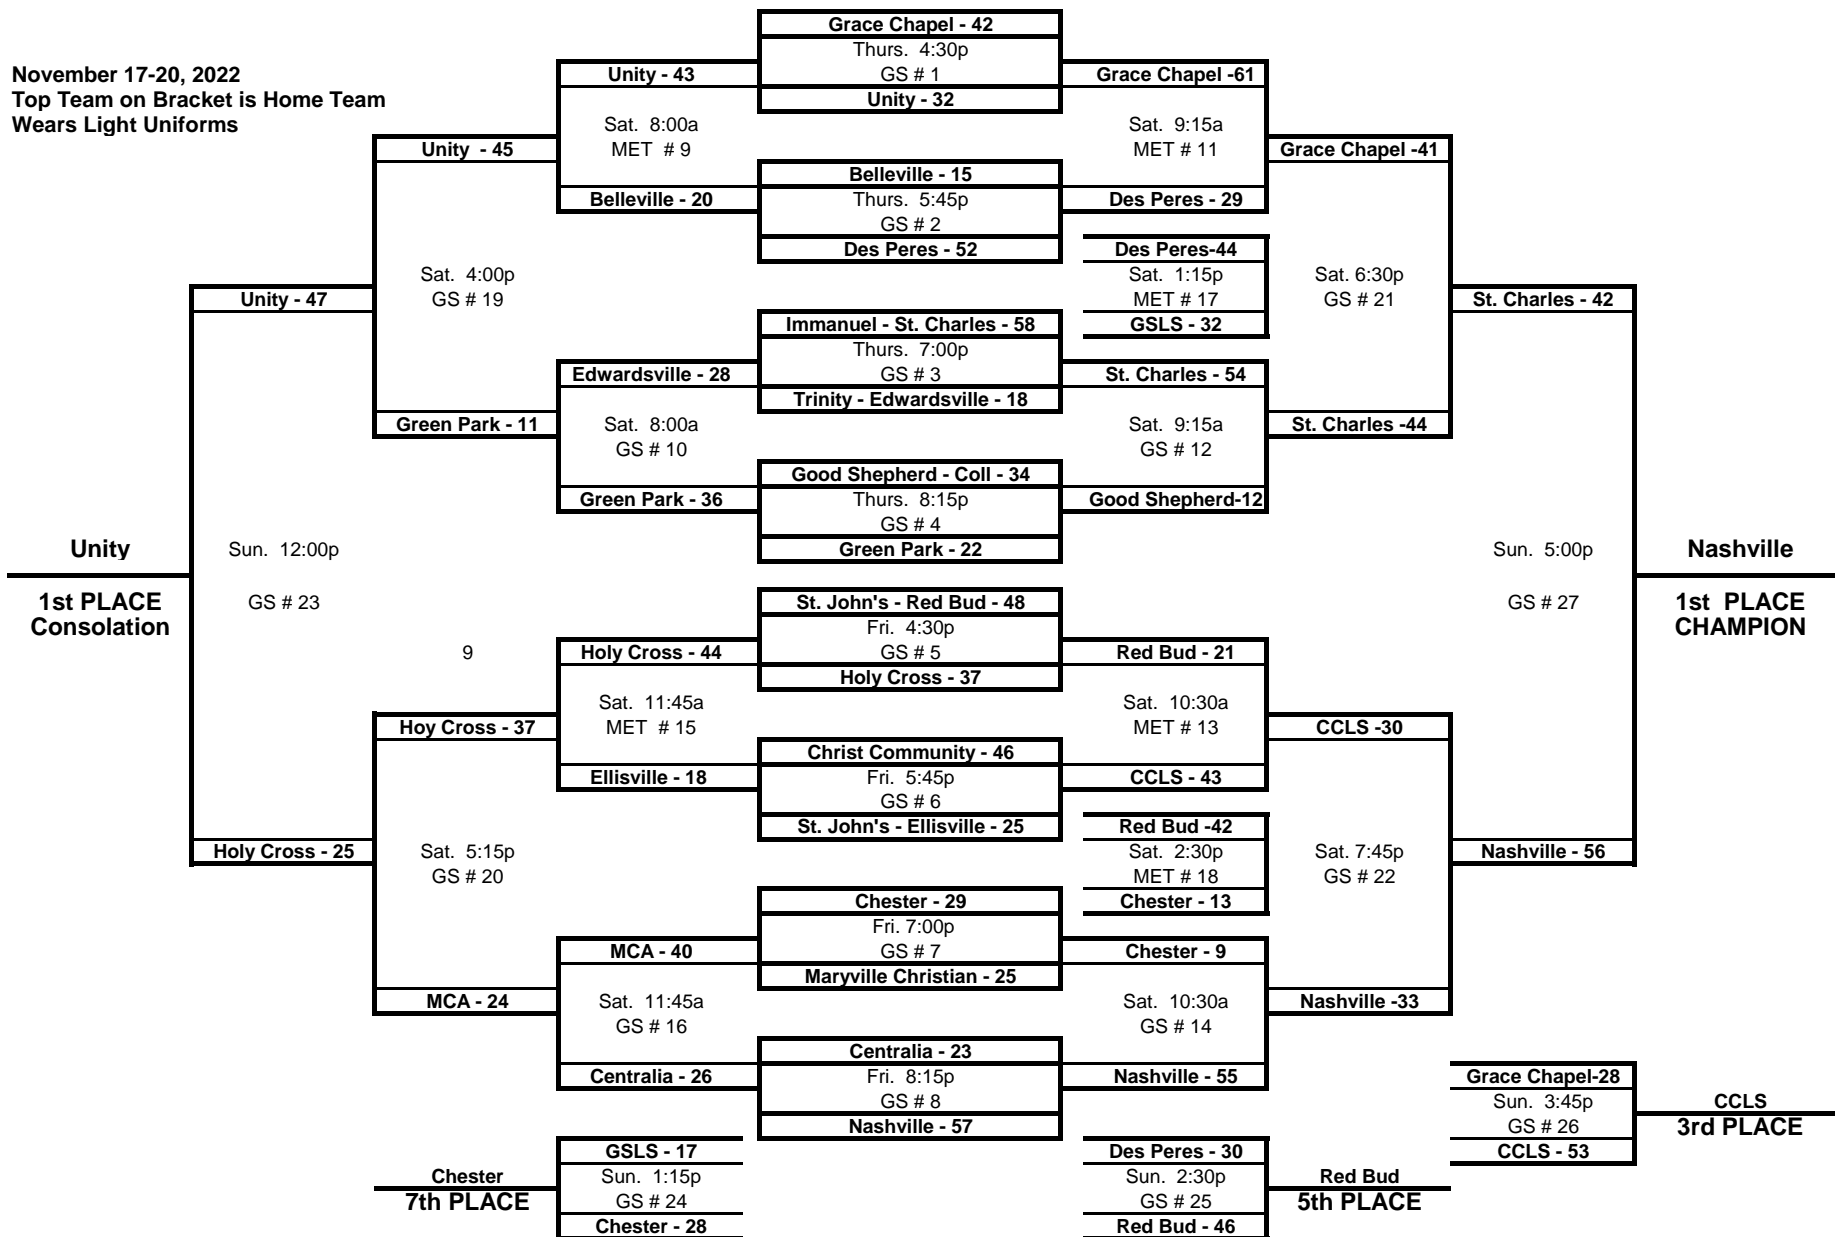 Grace Chapel - 42
Thurs. 4:30p
November 17-20, 2022
Unity - 43
GS # 1
Grace Chapel -61
Top Team on Bracket is Home Team
Unity - 32
Wears Light Uniforms
Sat. 8:00a
Sat. 9:15a
Unity - 45
MET # 9
MET # 11
Grace Chapel -41
Belleville - 15
Belleville - 20
Thurs. 5:45p
Des Peres - 29
GS # 2
Des Peres - 52
Des Peres-44
Sat. 4:00p
Sat. 1:15p
Sat. 6:30p
Unity - 47
GS # 19
MET # 17
GS # 21
St. Charles - 42
Immanuel - St. Charles - 58
GSLS - 32
Thurs. 7:00p
Edwardsville - 28
GS # 3
St. Charles - 54
Trinity - Edwardsville - 18
Green Park - 11
Sat. 8:00a
Sat. 9:15a
St. Charles -44
GS # 10
GS # 12
Good Shepherd - Coll - 34
Green Park - 36
Thurs. 8:15p
Good Shepherd-12
GS # 4
Unity
Sun. 12:00p
Green Park - 22
Sun. 5:00p
Nashville
1st PLACE
GS # 23
St. John's - Red Bud - 48
GS # 27
1st PLACE
Consolation
Fri. 4:30p
CHAMPION
9
Holy Cross - 44
GS # 5
Red Bud - 21
Holy Cross - 37
Sat. 11:45a
Sat. 10:30a
Hoy Cross - 37
MET # 15
MET # 13
CCLS -30
Christ Community - 46
Ellisville - 18
Fri. 5:45p
CCLS - 43
GS # 6
St. John's - Ellisville - 25
Red Bud -42
Holy Cross - 25
Sat. 5:15p
Sat. 2:30p
Sat. 7:45p
Nashville - 56
GS # 20
MET # 18
GS # 22
Chester - 29
Chester - 13
Fri. 7:00p
MCA - 40
GS # 7
Chester - 9
Maryville Christian - 25
MCA - 24
Sat. 11:45a
Sat. 10:30a
Nashville -33
GS # 16
GS # 14
Centralia - 23
Centralia - 26
Fri. 8:15p
Nashville - 55
Grace Chapel-28
GS # 8
Sun. 3:45p
CCLS
Nashville - 57
GS # 26
3rd PLACE
GSLS - 17
Des Peres - 30
CCLS - 53
Chester
Sun. 1:15p
Sun. 2:30p
Red Bud
7th PLACE
GS # 24
GS # 25
5th PLACE
Chester - 28
Red Bud - 46